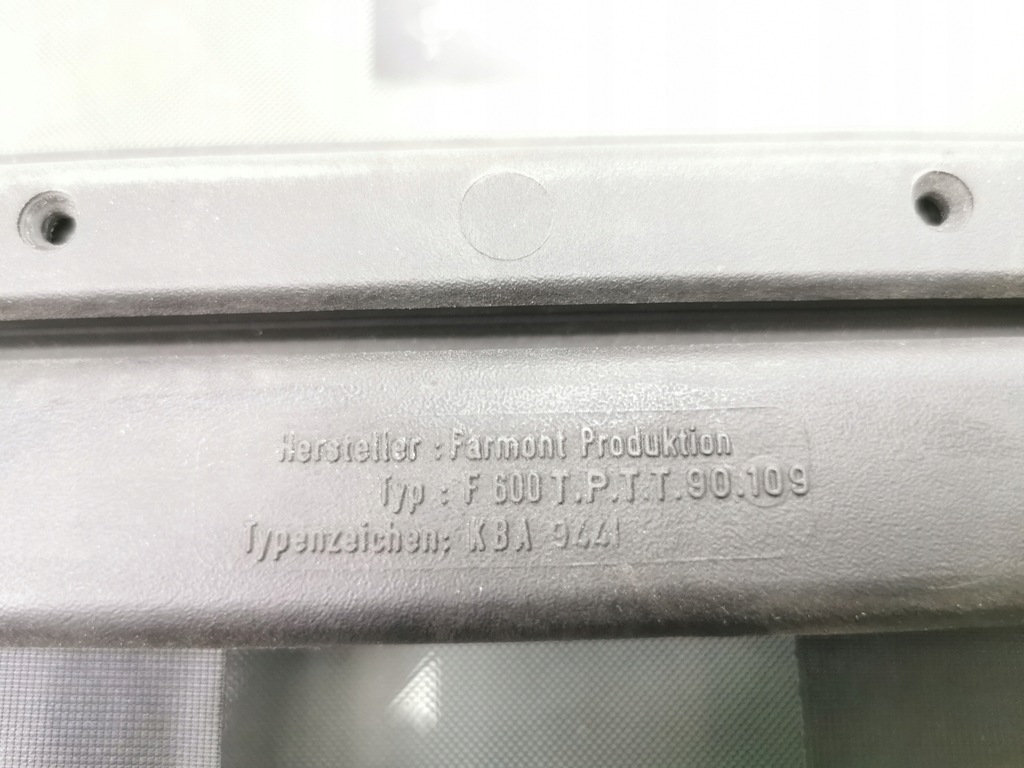 Hersteller : Farmont Produktion
Typ : F 600 T.P.T.T.90.109
Typenzeichen: KBA 9441